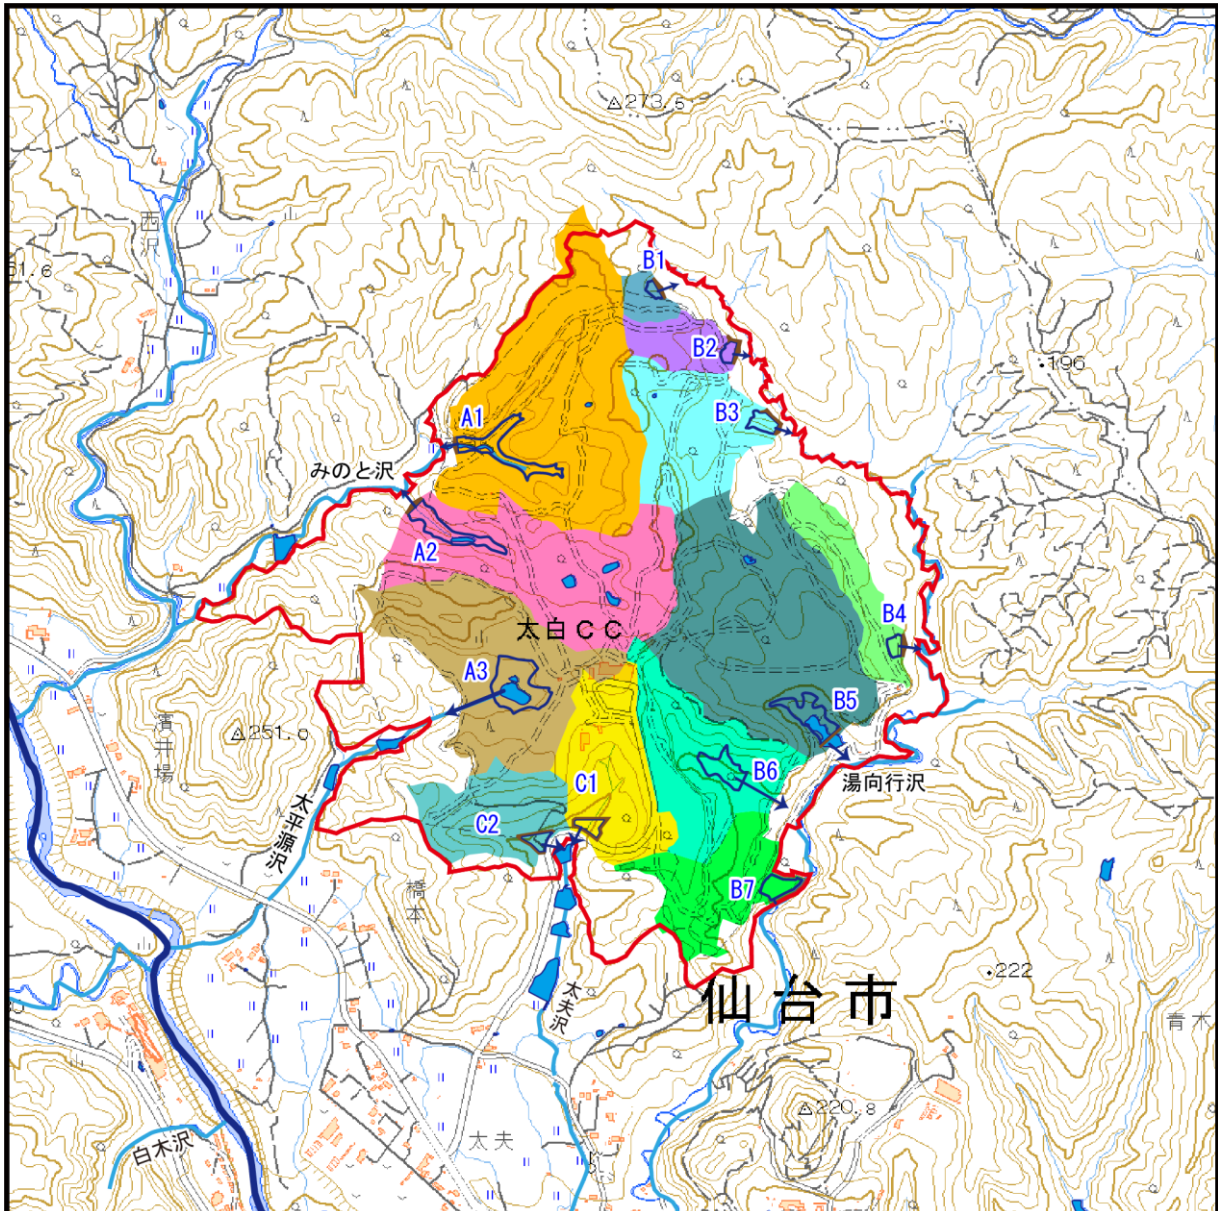 273.5
西沢
山
51.6
B1
B2
196
B3
A1
みのと沢
A2
太白CC
B4
A3
B5
濱井場
251.0
B6
湯向行沢
C1
太平源沢
C2
橋本
B7
仙台市
222
太夫沢
青木
山
220.8
白木沢
太夫